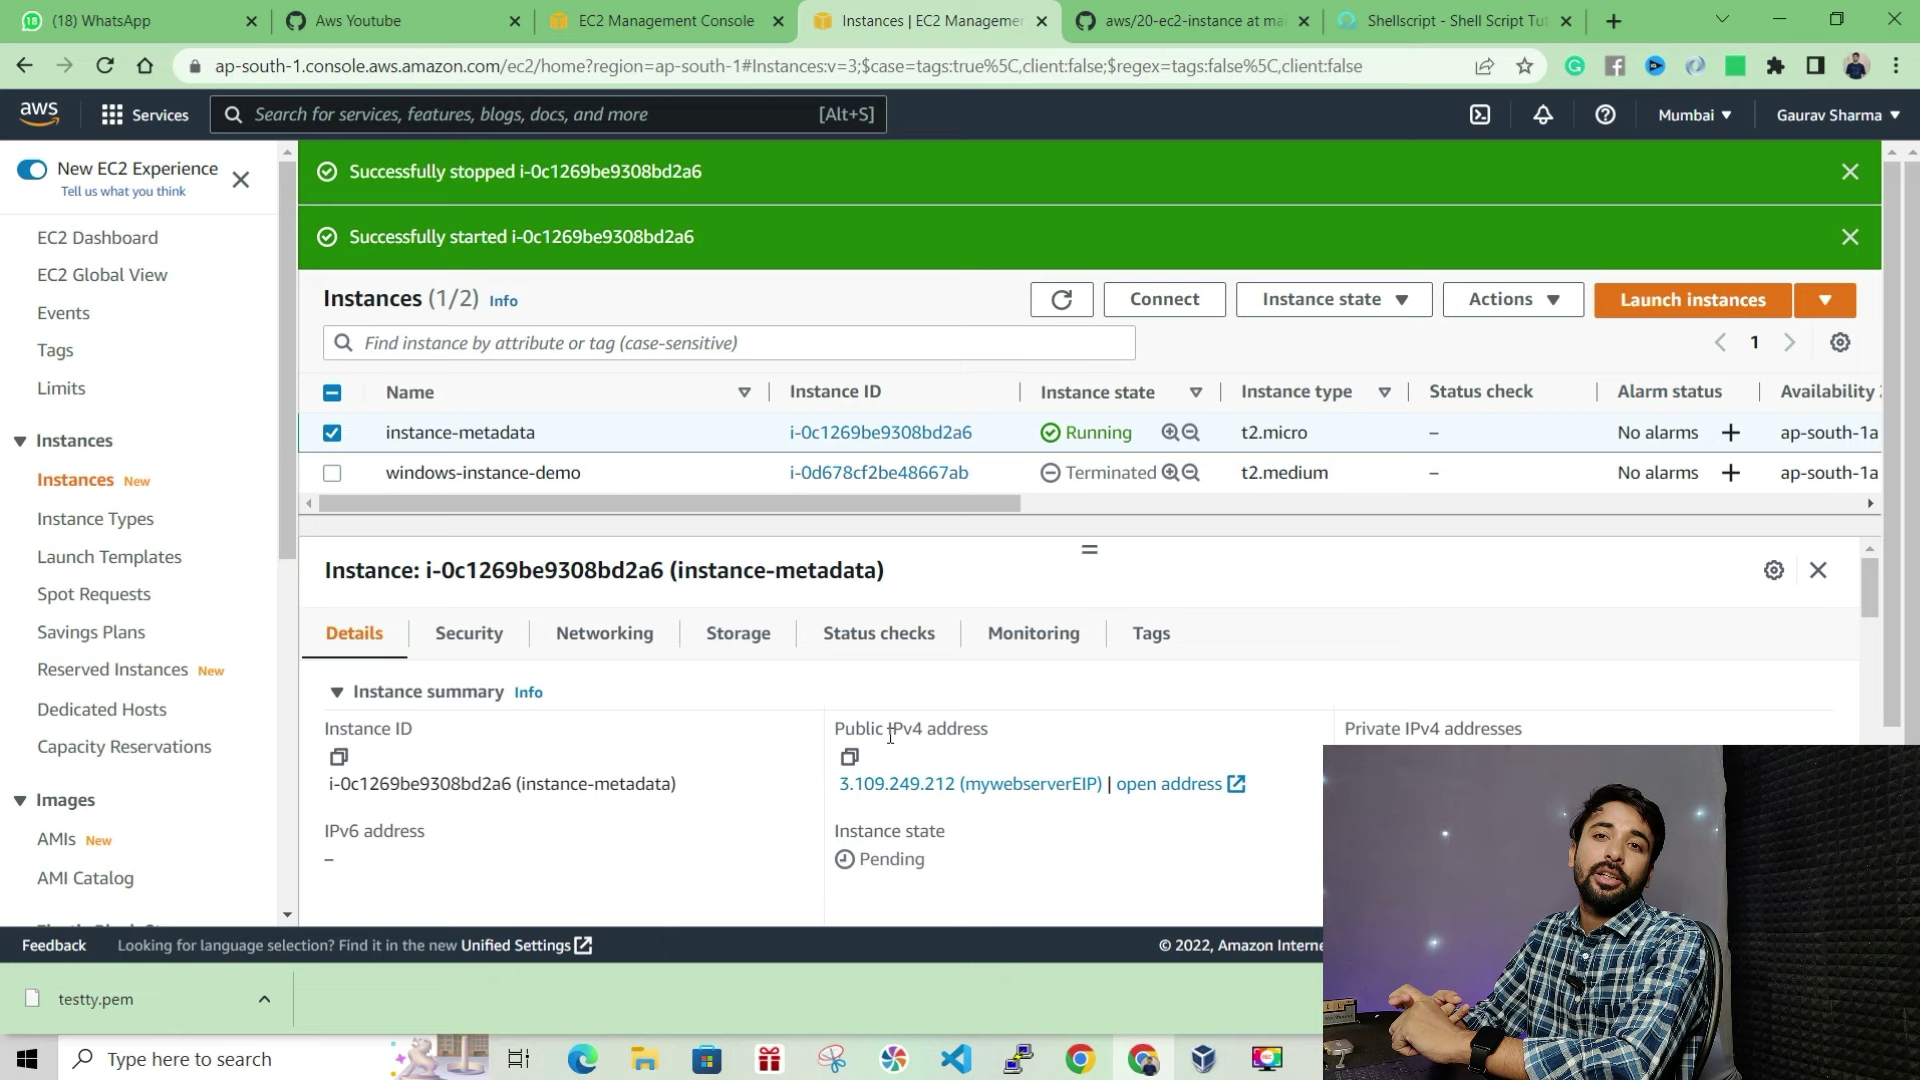 (18) WhatsApp
Aws Youtube
EC2 Management Console
Instances | EC2 Manageme
aws/20-ec2-instance at ma
Shellscript - Shell Script Tut
ap-south-1.console.aws.amazon.com/ec2/home?region=ap-south-1#Instances:v=3;$case=tags:true%5C,client:false;$regex=tags:false%5C,client:false
aws
Services
Search for services, features, blogs, docs, and more
[Alt+S]
Mumbai
Gaurav Sharma
New EC2 Experience
Tell us what you think
EC2 Dashboard
EC2 Global View
Events
Tags
Limits
Instances
Instances New
Instance Types
Launch Templates
Spot Requests
Savings Plans
Reserved Instances New
Dedicated Hosts
Capacity Reservations
Images
AMIs New
AMI Catalog
Successfully stopped i-0c1269be9308bd2a6
Successfully started i-0c1269be9308bd2a6
Instances (1/2) Info
Connect
Instance state
Actions
Launch instances
Find instance by attribute or tag (case-sensitive)
1
Name Instance ID Instance state Instance type Status check Alarm status Availability
instance-metadata i-0c1269be9308bd2a6 Running t2.micro – No alarms + ap-south-1a
windows-instance-demo i-0d678cf2be48667ab Terminated t2.medium – No alarms + ap-south-1a
Instance: i-0c1269be9308bd2a6 (instance-metadata)
Details Security Networking Storage Status checks Monitoring Tags
Instance summary Info
Instance ID
i-0c1269be9308bd2a6 (instance-metadata)
IPv6 address
–
Public IPv4 address
3.109.249.212 (mywebserverEIP) | open address
Instance state
Pending
Private IPv4 addresses
Feedback
Looking for language selection? Find it in the new Unified Settings
© 2022, Amazon Interne
testty.pem
Type here to search